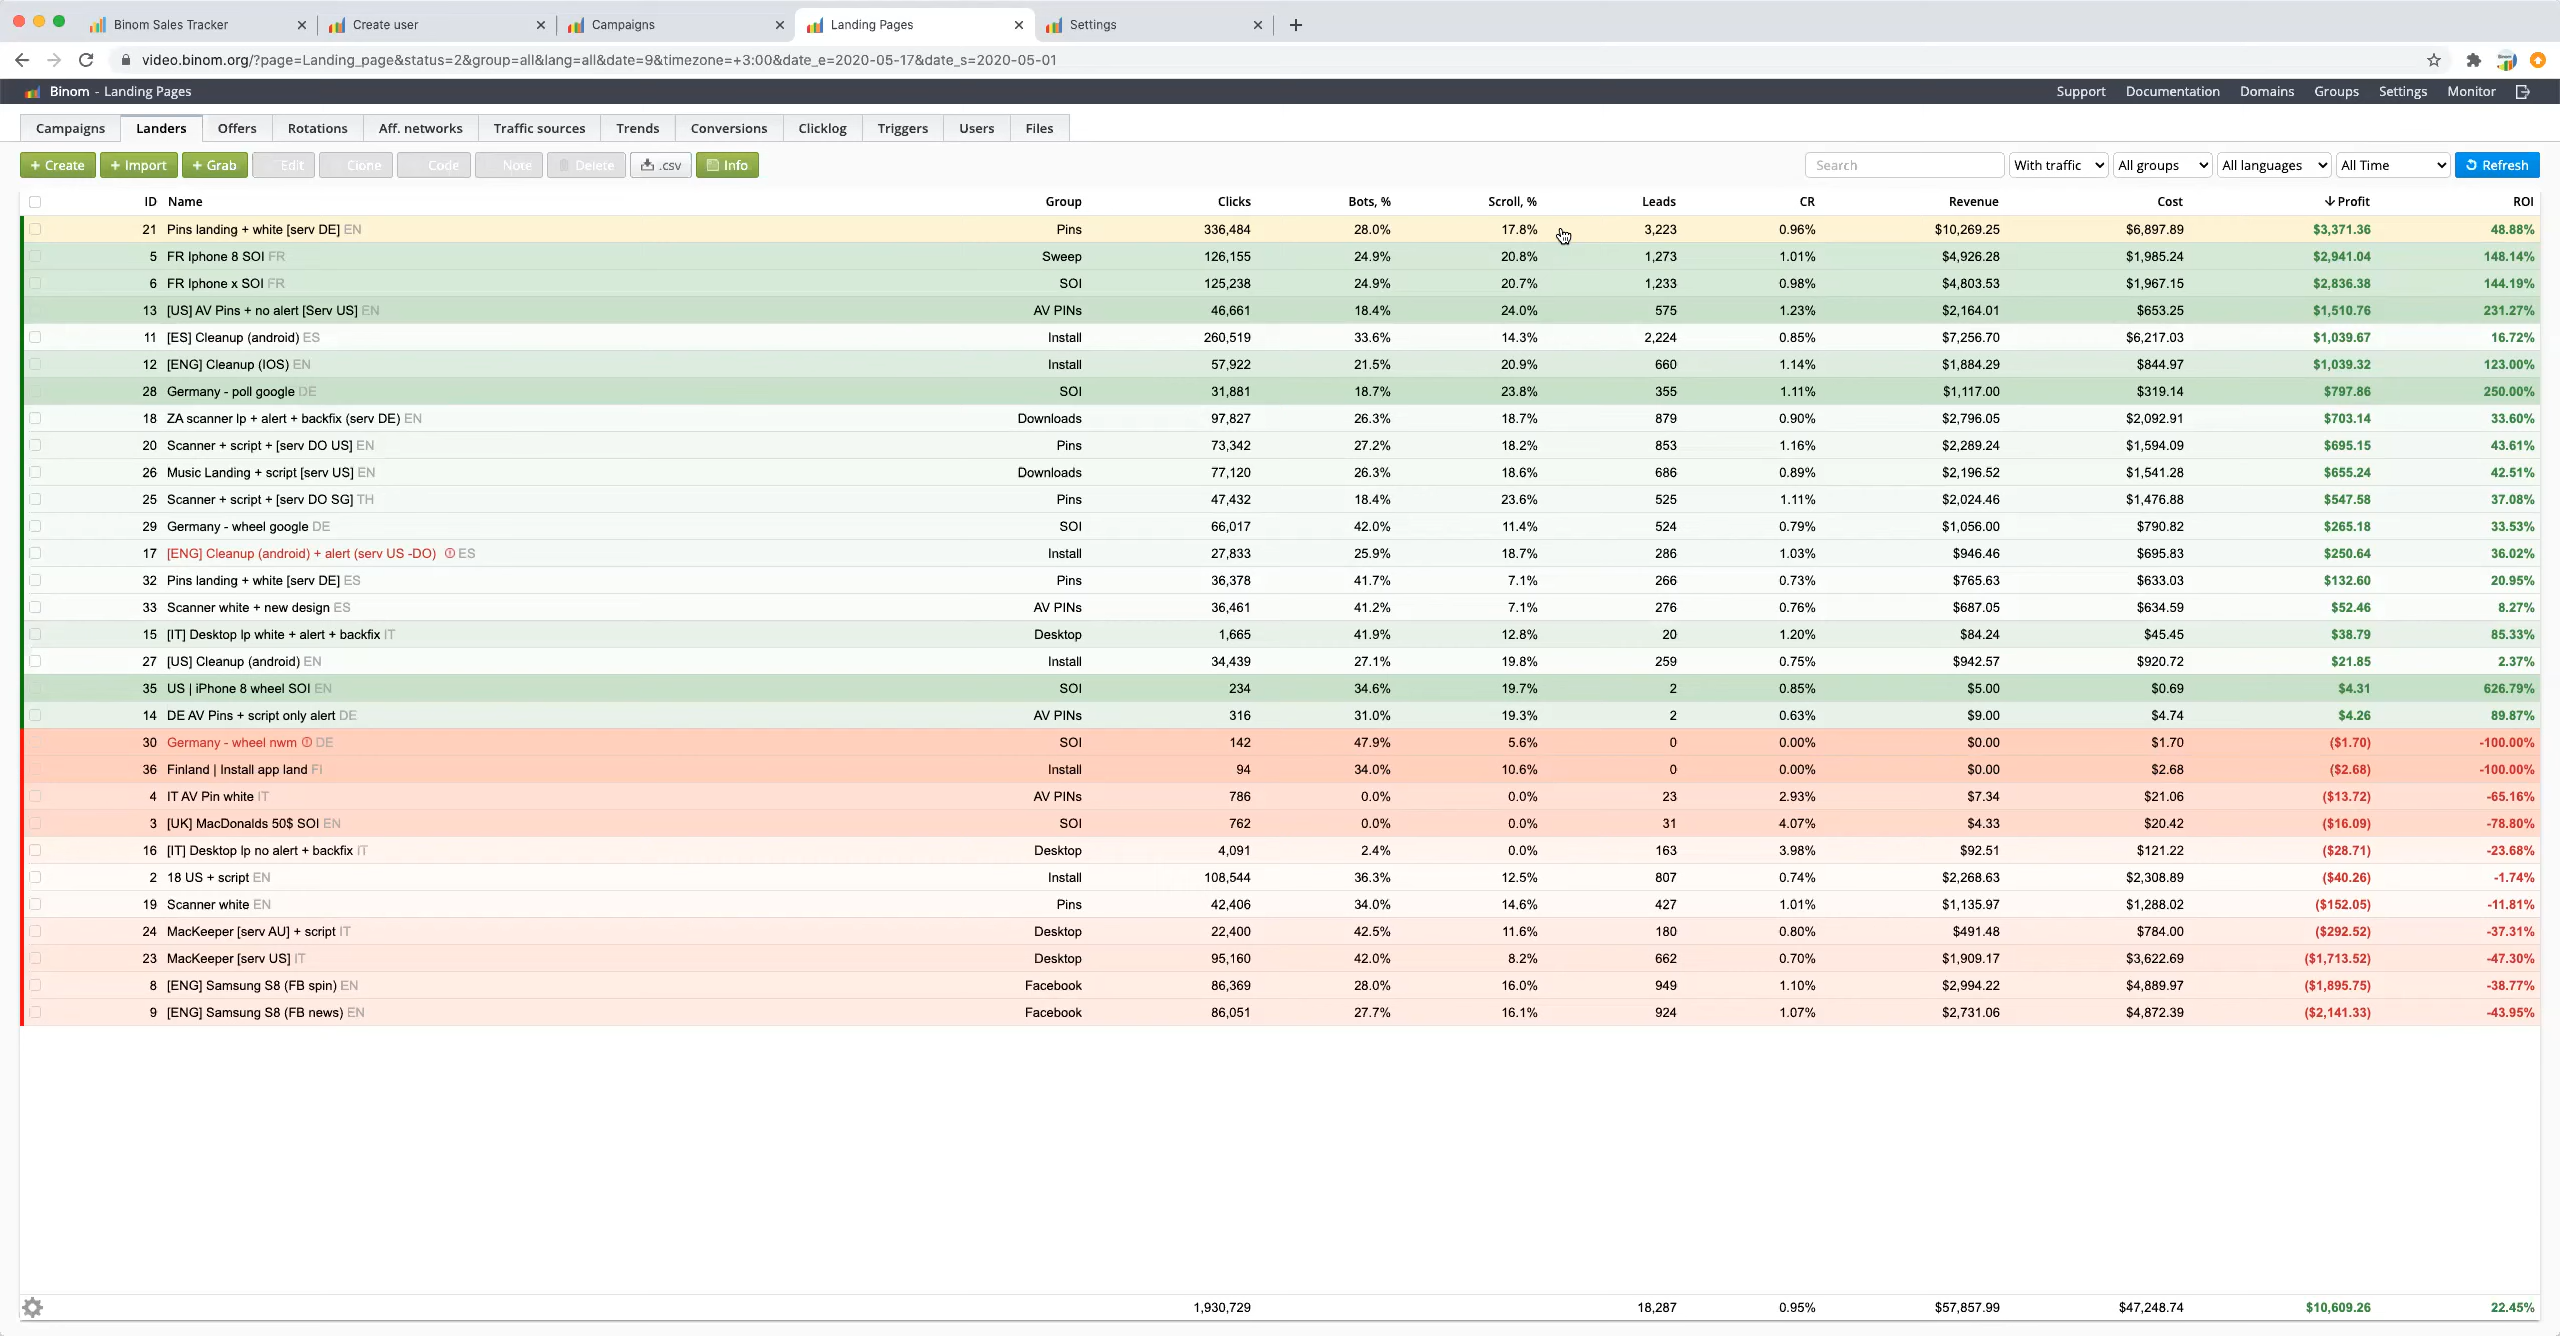 Binom Sales Tracker Create user Campaigns Landing Pages Settings
video.binom.org/?page=Landing_page&status=2&group=all&lang=all&date=9&timezone=+3:00&date_e=2020-05-17&date_s=2020-05-01
Binom - Landing Pages Support Documentation Domains Groups Settings Monitor
Campaigns Landers Offers Rotations Aff. networks Traffic sources Trends Conversions Clicklog Triggers Users Files
+ Create + Import + Grab Edit Clone Code Note Delete .csv Info Search With traffic All groups All languages All Time Refresh
ID Name Group Clicks Bots, % Scroll, % Leads CR Revenue Cost Profit ROI
21 Pins landing + white [serv DE] EN Pins 336,484 28.0% 17.8% 3,223 0.96% $10,269.25 $6,897.89 $3,371.36 48.88%
5 FR Iphone 8 SOI FR Sweep 126,155 24.9% 20.8% 1,273 1.01% $4,926.28 $1,985.24 $2,941.04 148.14%
6 FR Iphone x SOI FR SOI 125,238 24.9% 20.7% 1,233 0.98% $4,803.53 $1,967.15 $2,836.38 144.19%
13 [US] AV Pins + no alert [Serv US] EN AV PINs 46,661 18.4% 24.0% 575 1.23% $2,164.01 $653.25 $1,510.76 231.27%
11 [ES] Cleanup (android) ES Install 260,519 33.6% 14.3% 2,224 0.85% $7,256.70 $6,217.03 $1,039.67 16.72%
12 [ENG] Cleanup (IOS) EN Install 57,922 21.5% 20.9% 660 1.14% $1,884.29 $844.97 $1,039.32 123.00%
28 Germany - poll google DE SOI 31,881 18.7% 23.8% 355 1.11% $1,117.00 $319.14 $797.86 250.00%
18 ZA scanner lp + alert + backfix (serv DE) EN Downloads 97,827 26.3% 18.7% 879 0.90% $2,796.05 $2,092.91 $703.14 33.60%
20 Scanner + script + [serv DO US] EN Pins 73,342 27.2% 18.2% 853 1.16% $2,289.24 $1,594.09 $695.15 43.61%
26 Music Landing + script [serv US] EN Downloads 77,120 26.3% 18.6% 686 0.89% $2,196.52 $1,541.28 $655.24 42.51%
25 Scanner + script + [serv DO SG] TH Pins 47,432 18.4% 23.6% 525 1.11% $2,024.46 $1,476.88 $547.58 37.08%
29 Germany - wheel google DE SOI 66,017 42.0% 11.4% 524 0.79% $1,056.00 $790.82 $265.18 33.53%
17 [ENG] Cleanup (android) + alert (serv US -DO) ES Install 27,833 25.9% 18.7% 286 1.03% $946.46 $695.83 $250.64 36.02%
32 Pins landing + white [serv DE] ES Pins 36,378 41.7% 7.1% 266 0.73% $765.63 $633.03 $132.60 20.95%
33 Scanner white + new design ES AV PINs 36,461 41.2% 7.1% 276 0.76% $687.05 $634.59 $52.46 8.27%
15 [IT] Desktop lp white + alert + backfix IT Desktop 1,665 41.9% 12.8% 20 1.20% $84.24 $45.45 $38.79 85.33%
27 [US] Cleanup (android) EN Install 34,439 27.1% 19.8% 259 0.75% $942.57 $920.72 $21.85 2.37%
35 US | iPhone 8 wheel SOI EN SOI 234 34.6% 19.7% 2 0.85% $5.00 $0.69 $4.31 626.79%
14 DE AV Pins + script only alert DE AV PINs 316 31.0% 19.3% 2 0.63% $9.00 $4.74 $4.26 89.87%
30 Germany - wheel nwm DE SOI 142 47.9% 5.6% 0 0.00% $0.00 $1.70 ($1.70) -100.00%
36 Finland | Install app land FI Install 94 34.0% 10.6% 0 0.00% $0.00 $2.68 ($2.68) -100.00%
4 IT AV Pin white IT AV PINs 786 0.0% 0.0% 23 2.93% $7.34 $21.06 ($13.72) -65.16%
3 [UK] MacDonalds 50$ SOI EN SOI 762 0.0% 0.0% 31 4.07% $4.33 $20.42 ($16.09) -78.80%
16 [IT] Desktop lp no alert + backfix IT Desktop 4,091 2.4% 0.0% 163 3.98% $92.51 $121.22 ($28.71) -23.68%
2 18 US + script EN Install 108,544 36.3% 12.5% 807 0.74% $2,268.63 $2,308.89 ($40.26) -1.74%
19 Scanner white EN Pins 42,406 34.0% 14.6% 427 1.01% $1,135.97 $1,288.02 ($152.05) -11.81%
24 MacKeeper [serv AU] + script IT Desktop 22,400 42.5% 11.6% 180 0.80% $491.48 $784.00 ($292.52) -37.31%
23 MacKeeper [serv US] IT Desktop 95,160 42.0% 8.2% 662 0.70% $1,909.17 $3,622.69 ($1,713.52) -47.30%
8 [ENG] Samsung S8 (FB spin) EN Facebook 86,369 28.0% 16.0% 949 1.10% $2,994.22 $4,889.97 ($1,895.75) -38.77%
9 [ENG] Samsung S8 (FB news) EN Facebook 86,051 27.7% 16.1% 924 1.07% $2,731.06 $4,872.39 ($2,141.33) -43.95%
1,930,729 18,287 0.95% $57,857.99 $47,248.74 $10,609.26 22.45%